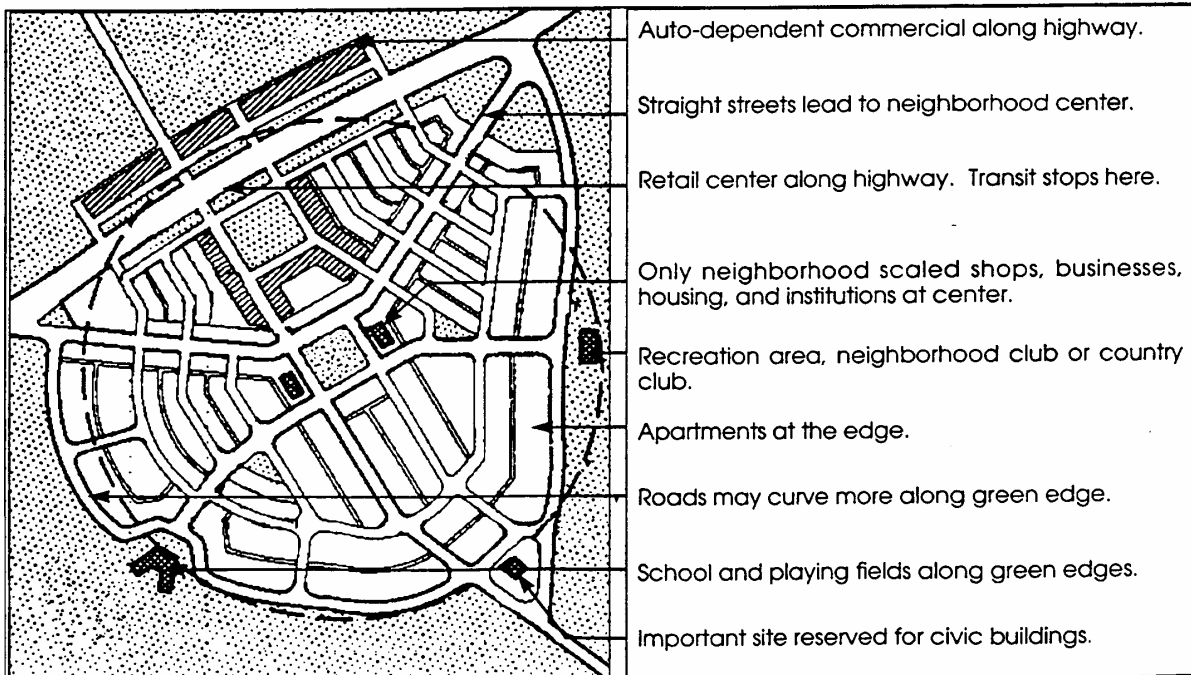 Auto-dependent commercial along highway.
Straight streets lead to neighborhood center.
Retail center along highway. Transit stops here.
Only neighborhood scaled shops, businesses,
housing, and institutions at center.
Recreation area, neighborhood club or country
club.
Apartments at the edge.
Roads may curve more along green edge.
School and playing fields along green edges.
Important site reserved for civic buildings.